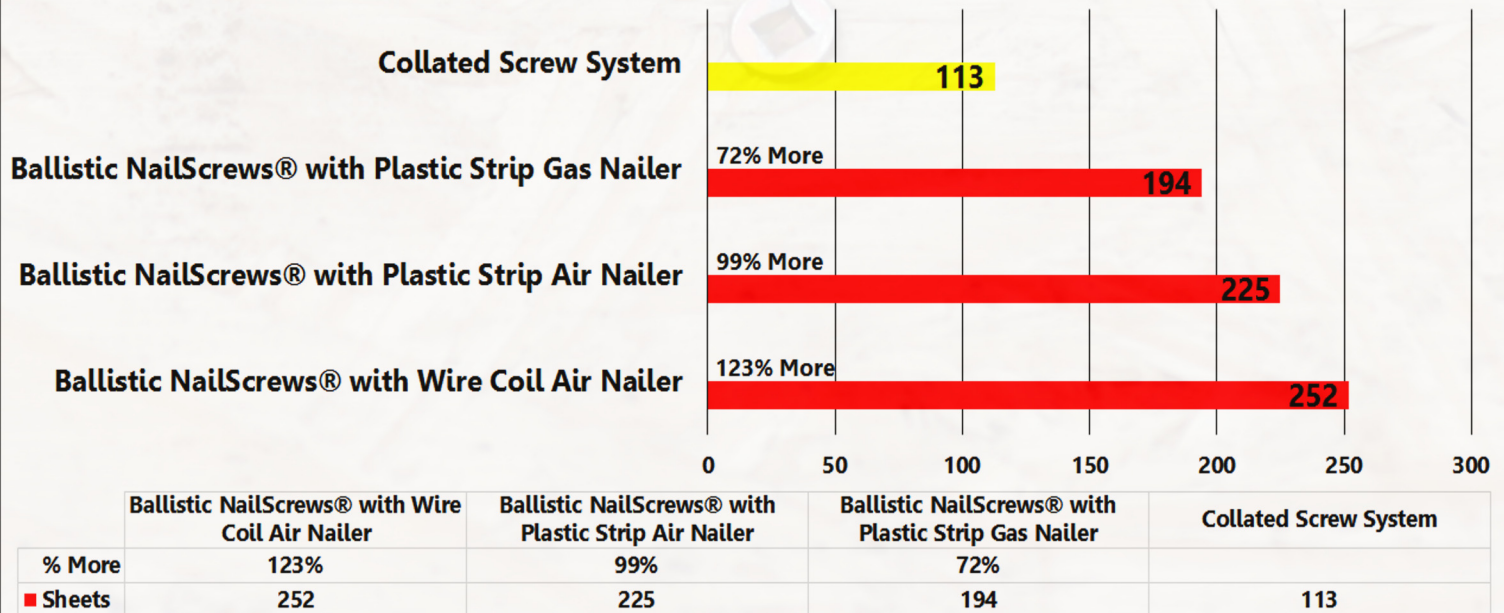 Collated Screw System
113
72% More
Ballistic NailScrews® with Plastic Strip Gas Nailer
194
99% More
Ballistic NailScrews® with Plastic Strip Air Nailer
225
123% More
Ballistic NailScrews® with Wire Coil Air Nailer
252
0 50 100 150 200 250 300
Ballistic NailScrews® with Wire
Coil Air Nailer
Ballistic NailScrews® with
Plastic Strip Air Nailer
Ballistic NailScrews® with
Plastic Strip Gas Nailer
Collated Screw System
% More 123% 99% 72%
Sheets 252 225 194 113